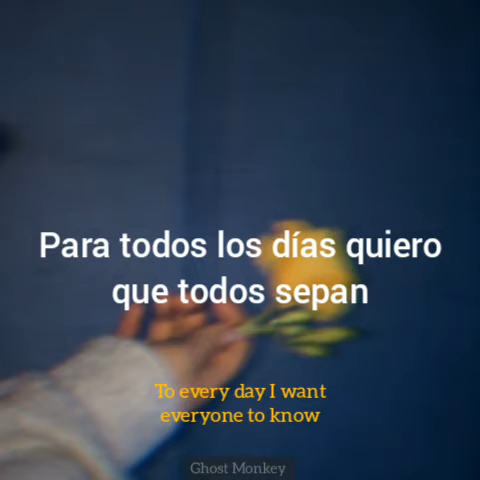 Para todos los días quiero
que todos sepan
To every day I want
everyone to know
Ghost Monkey